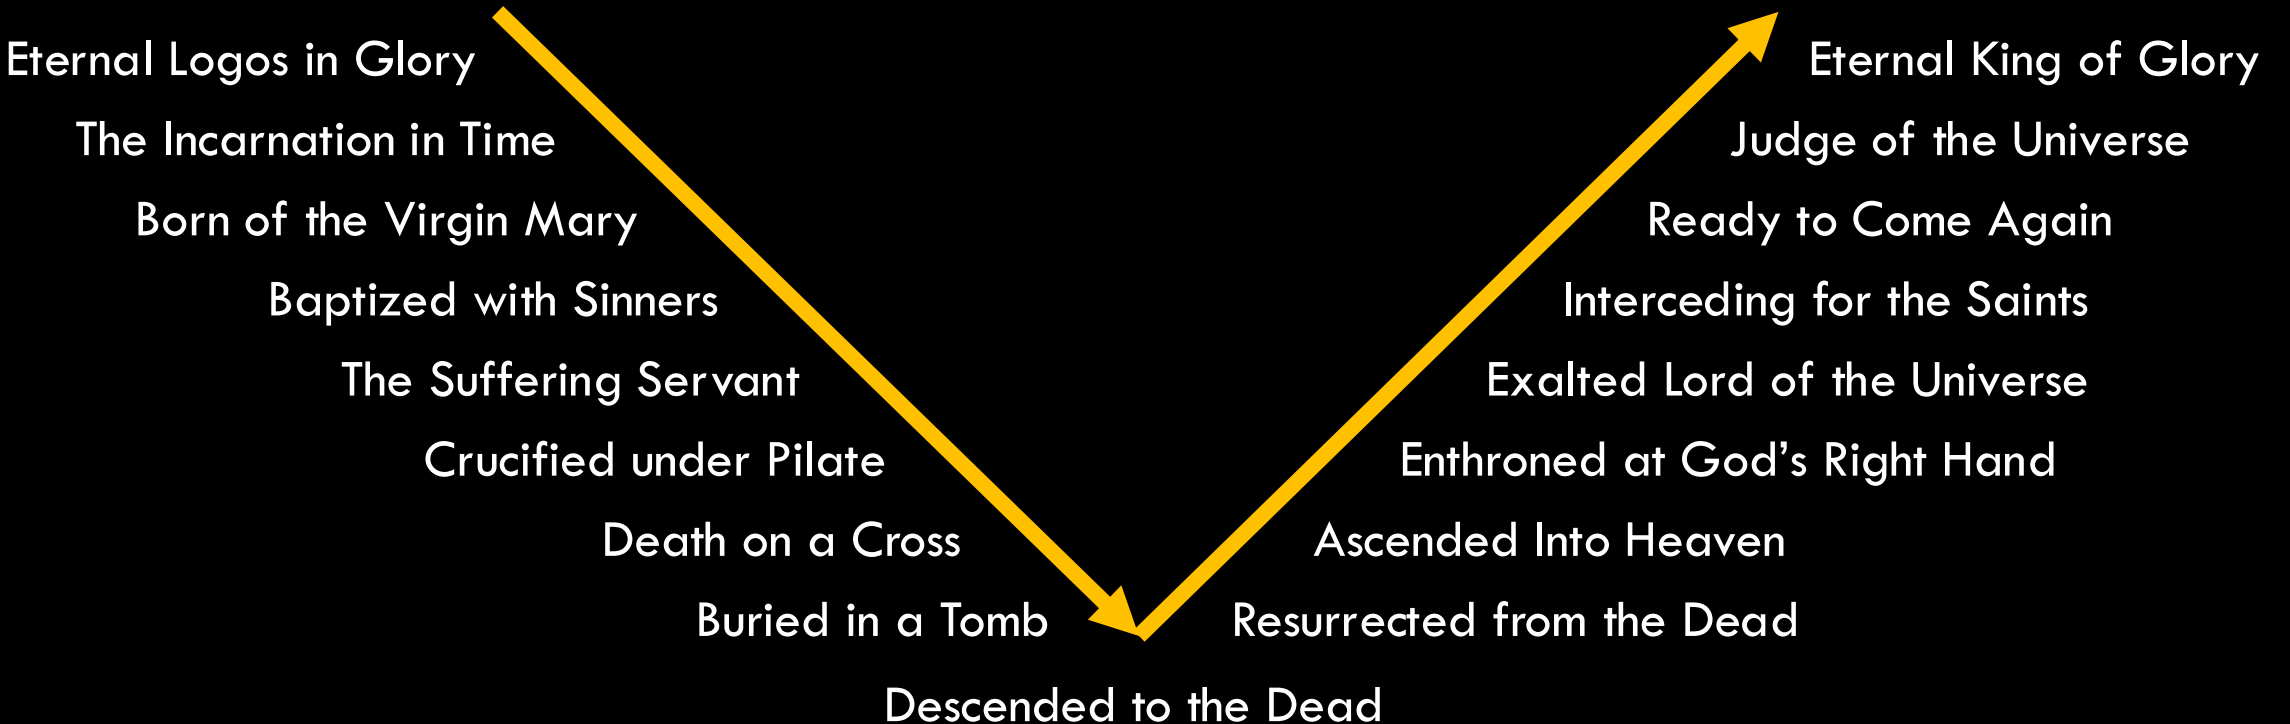 Eternal Logos in Glory
The Incarnation in Time
Born of the Virgin Mary
Baptized with Sinners
The Suffering Servant
Crucified under Pilate
Death on a Cross
Buried in a Tomb
Descended to the Dead
Resurrected from the Dead
Ascended Into Heaven
Enthroned at God’s Right Hand
Exalted Lord of the Universe
Interceding for the Saints
Ready to Come Again
Judge of the Universe
Eternal King of Glory